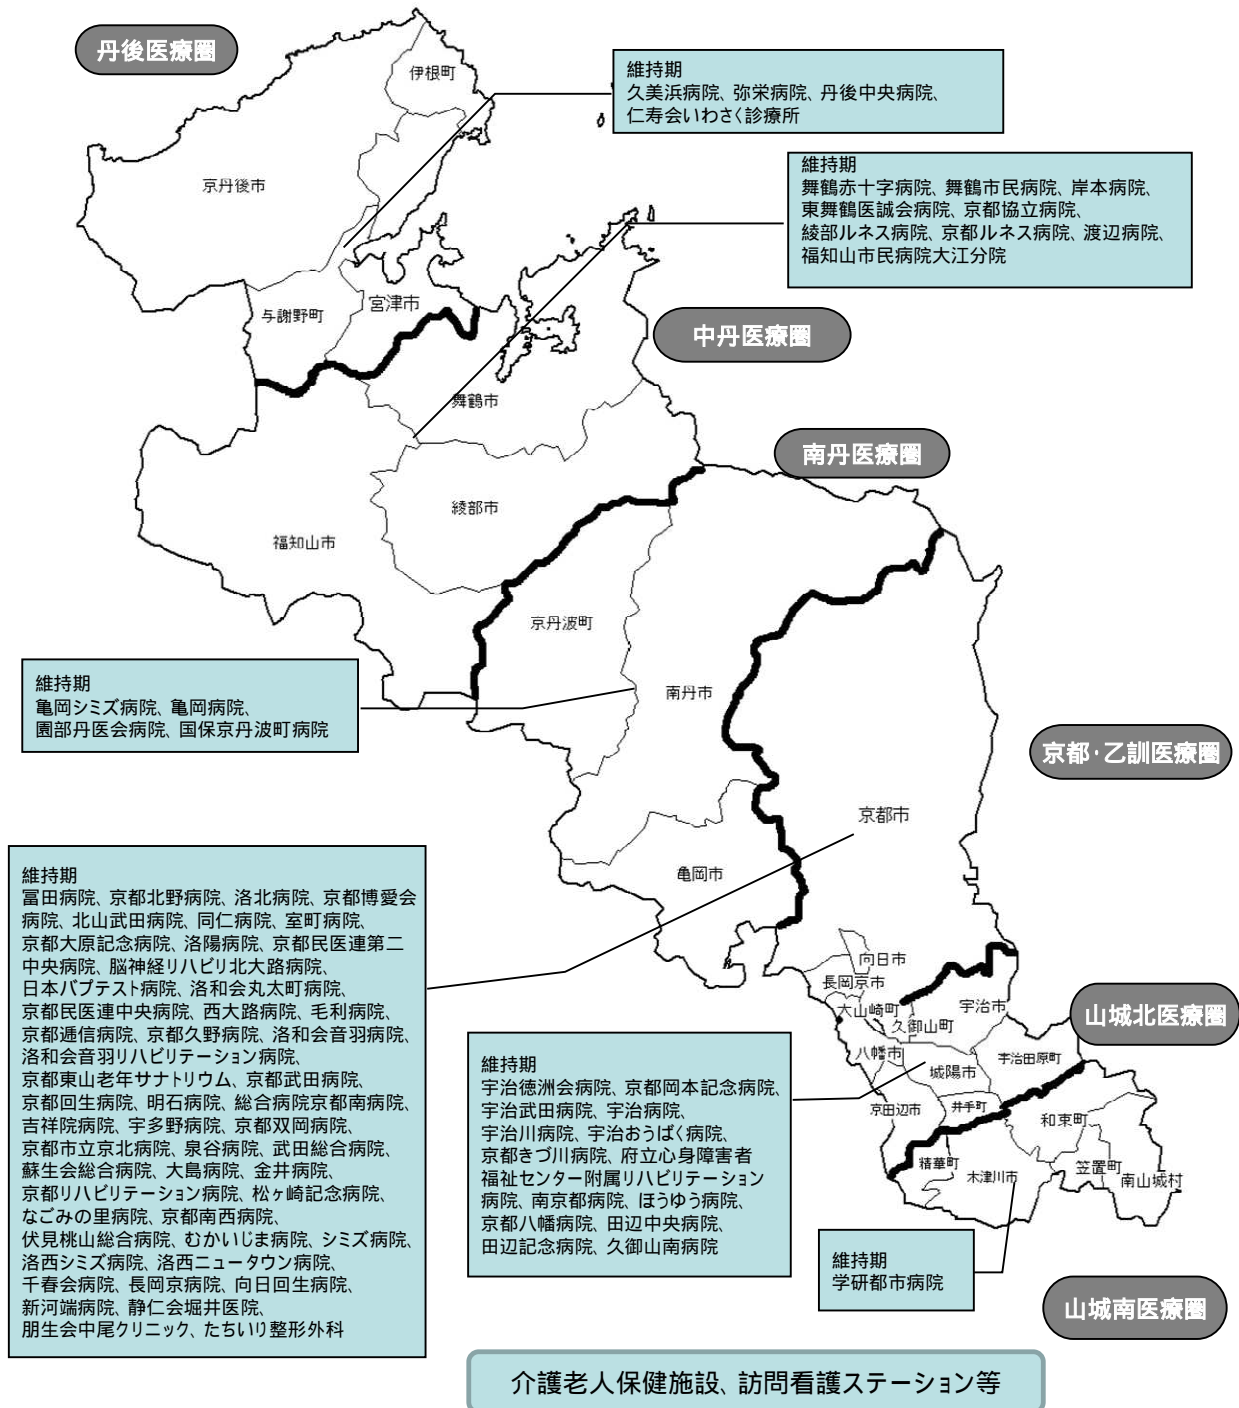 丹後医療圏
伊根町
維持期
久美浜病院、弥栄病院、丹後中央病院、
仁寿会いわさく診療所
京丹後市
維持期
舞鶴赤十字病院、舞鶴市民病院、岸本病院、
東舞鶴医誠会病院、京都協立病院、
綾部ルネス病院、京都ルネス病院、渡辺病院、
福知山市民病院大江分院
与謝野町
宮津市
中丹医療圏
舞鶴市
南丹医療圏
綾部市
福知山市
京丹波町
維持期
亀岡シミズ病院、亀岡病院、
園部丹医会病院、国保京丹波町病院
南丹市
京都・乙訓医療圏
京都市
亀岡市
維持期
冨田病院、京都北野病院、洛北病院、京都博愛会
病院、北山武田病院、同仁病院、室町病院、
京都大原記念病院、洛陽病院、京都民医連第二
中央病院、脳神経リハビリ北大路病院、
日本バプテスト病院、洛和会丸太町病院、
京都民医連中央病院、西大路病院、毛利病院、
京都逓信病院、京都久野病院、洛和会音羽病院、
洛和会音羽リハビリテーション病院、
京都東山老年サナトリウム、京都武田病院、
京都回生病院、明石病院、総合病院京都南病院、
吉祥院病院、宇多野病院、京都双岡病院、
京都市立京北病院、泉谷病院、武田総合病院、
蘇生会総合病院、大島病院、金井病院、
京都リハビリテーション病院、松ヶ崎記念病院、
なごみの里病院、京都南西病院、
伏見桃山総合病院、むかいじま病院、シミズ病院、
洛西シミズ病院、洛西ニュータウン病院、
千春会病院、長岡京病院、向日回生病院、
新河端病院、静仁会堀井医院、
朋生会中尾クリニック、たちいり整形外科
向日市
長岡京市
大山崎町
宇治市
久御山町
山城北医療圏
八幡市
城陽市
宇治田原町
京田辺市
井手町
和束町
精華町
木津川市
笠置町
南山城村
維持期
宇治徳洲会病院、京都岡本記念病院、
宇治武田病院、宇治病院、
宇治川病院、宇治おうばく病院、
京都きづ川病院、府立心身障害者
福祉センター附属リハビリテーション
病院、南京都病院、ほうゆう病院、
京都八幡病院、田辺中央病院、
田辺記念病院、久御山南病院
維持期
学研都市病院
山城南医療圏
介護老人保健施設、訪問看護ステーション等